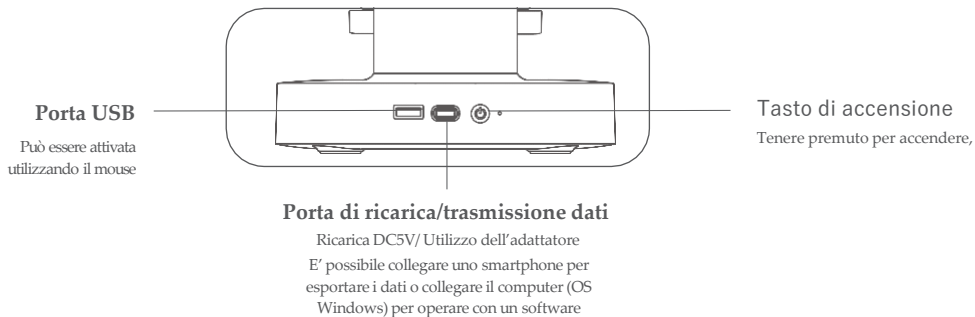 Porta USB
Può essere attivata
utilizzando il mouse
Tasto di accensione
Tenere premuto per accendere,
Porta di ricarica/trasmissione dati
Ricarica DC5V/ Utilizzo dell’adattatore
E’ possibile collegare uno smartphone per
esportare i dati o collegare il computer (OS
Windows) per operare con un software